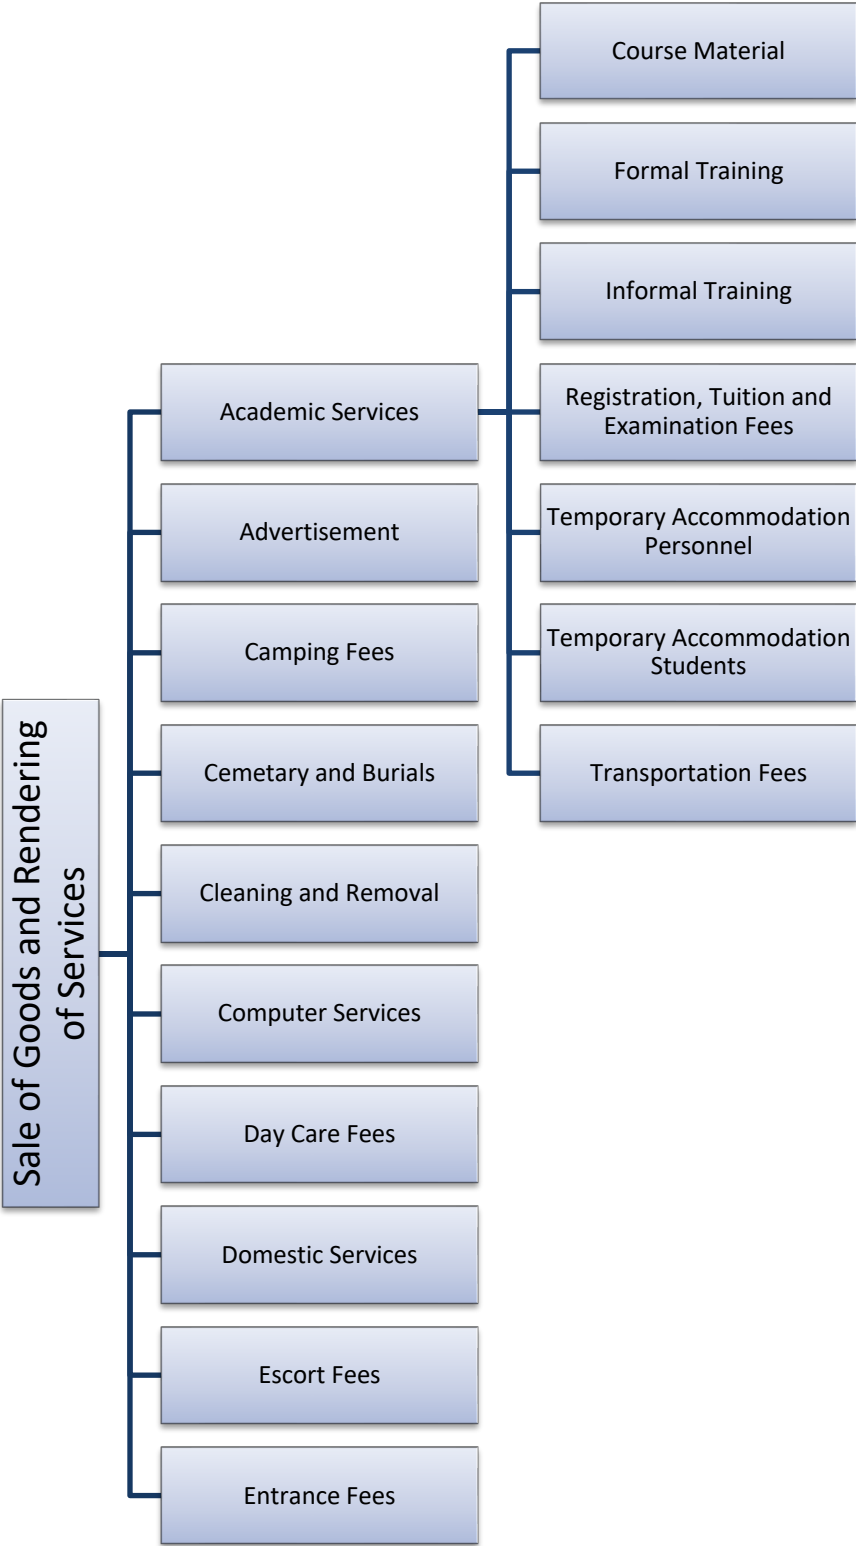 Sale of Goods and Rendering
of Services
Academic Services
Advertisement
Camping Fees
Cemetary and Burials
Cleaning and Removal
Computer Services
Day Care Fees
Domestic Services
Escort Fees
Entrance Fees
Course Material
Formal Training
Informal Training
Registration, Tuition and
Examination Fees
Temporary Accommodation
Personnel
Temporary Accommodation
Students
Transportation Fees